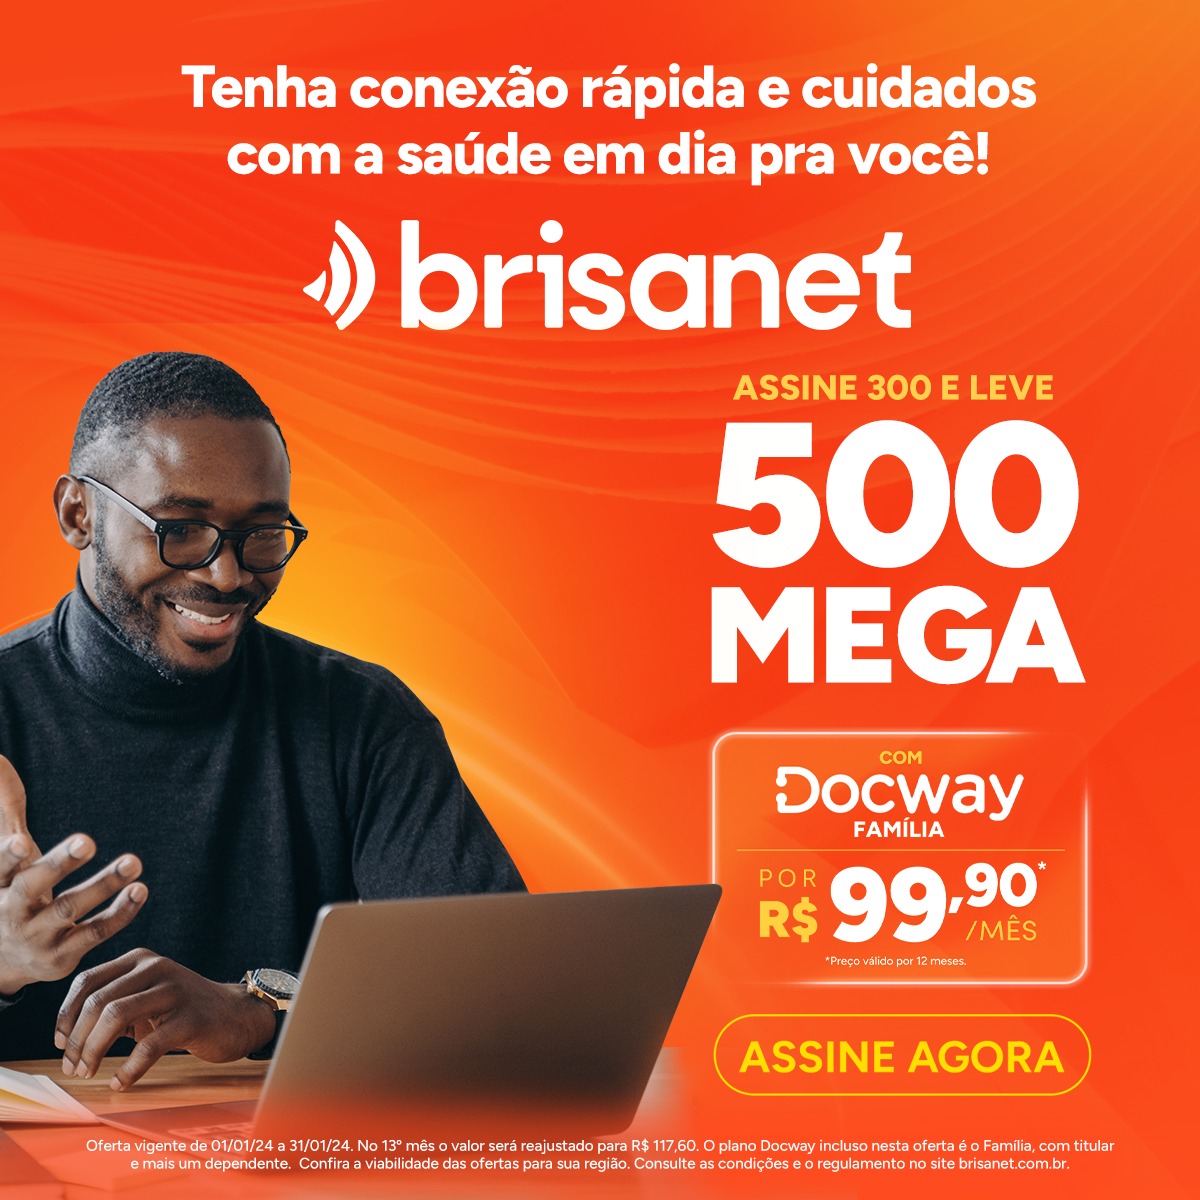 Tenha conexão rápida e cuidados
com a saúde em dia pra você!
brisanet
ASSINE 300 E LEVE
500
MEGA
COM
Docway
FAMÍLIA
POR
R$ 99,90*
/MÊS
*Preço válido por 12 meses.
ASSINE AGORA
Oferta vigente de 01/01/24 a 31/01/24. No 13º mês o valor será reajustado para R$ 117,60. O plano Docway incluso nesta oferta é o Família, com titular
e mais um dependente. Confira a viabilidade das ofertas para sua região. Consulte as condições e o regulamento no site brisanet.com.br.